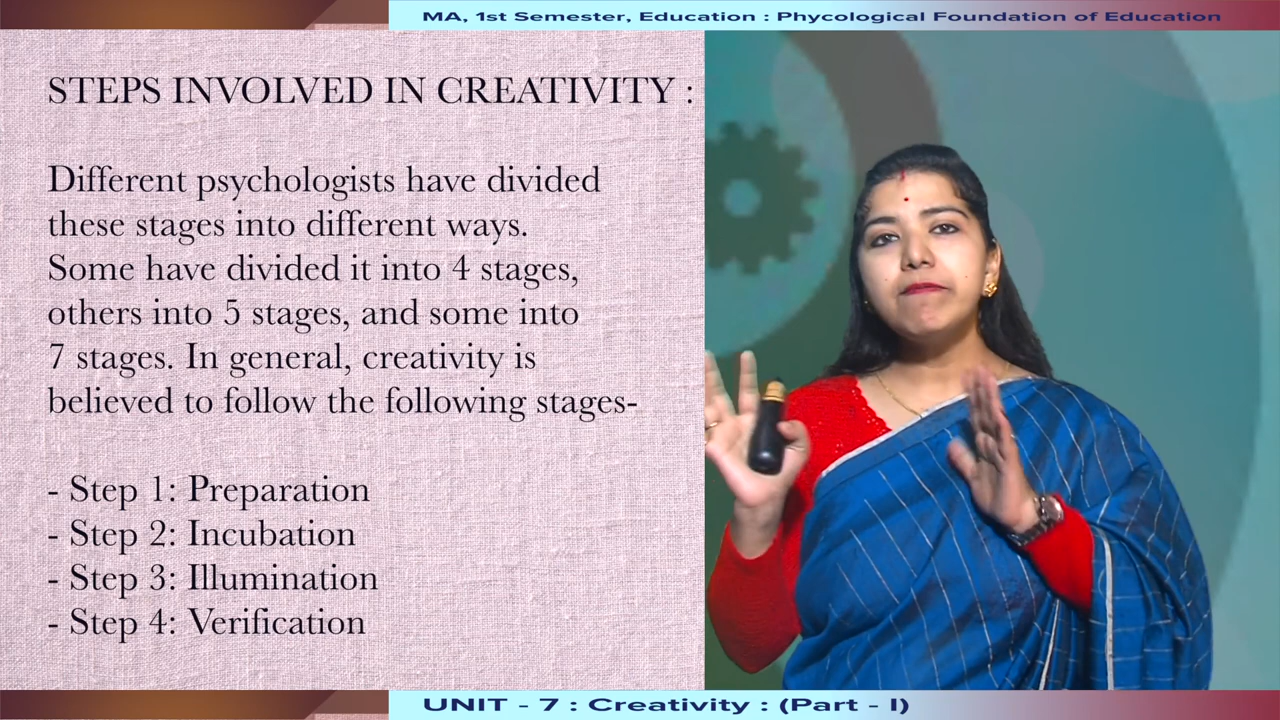 MA, 1st Semester, Education : Phycological Foundation of Education
STEPS INVOLVED IN CREATIVITY :
Different psychologists have divided
these stages into different ways.
Some have divided it into 4 stages,
others into 5 stages, and some into
7 stages. In general, creativity is
believed to follow the following stages-
- Step 1: Preparation
- Step 2: Incubation
- Step 3: Illumination
- Step 4: Verification
UNIT - 7 : Creativity : (Part - I)